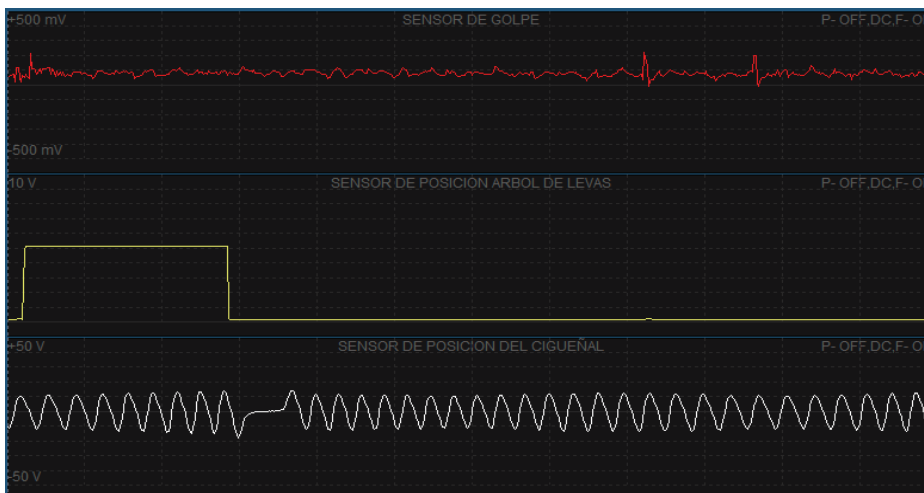 +500 mV SENSOR DE GOLPE P- OFF,DC,F- O
-500 mV
10 V SENSOR DE POSICION ARBOL DE LEVAS P- OFF,DC,F- O
+50 V SENSOR DE POSICION DEL CIGUEÑAL P- OFF,DC,F- O
-50 V